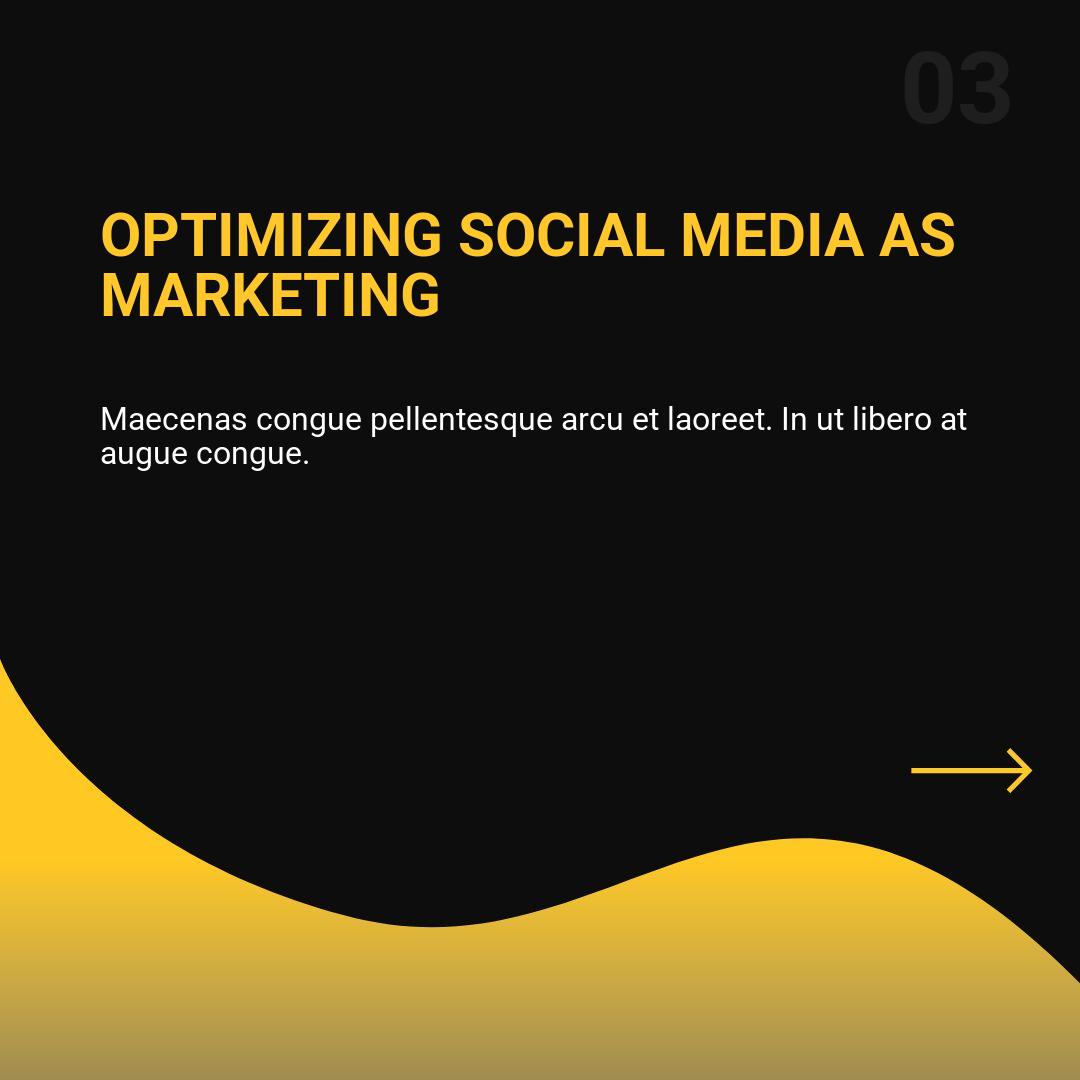 03
OPTIMIZING SOCIAL MEDIA AS
MARKETING
Maecenas congue pellentesque arcu et laoreet. In ut libero at
augue congue.